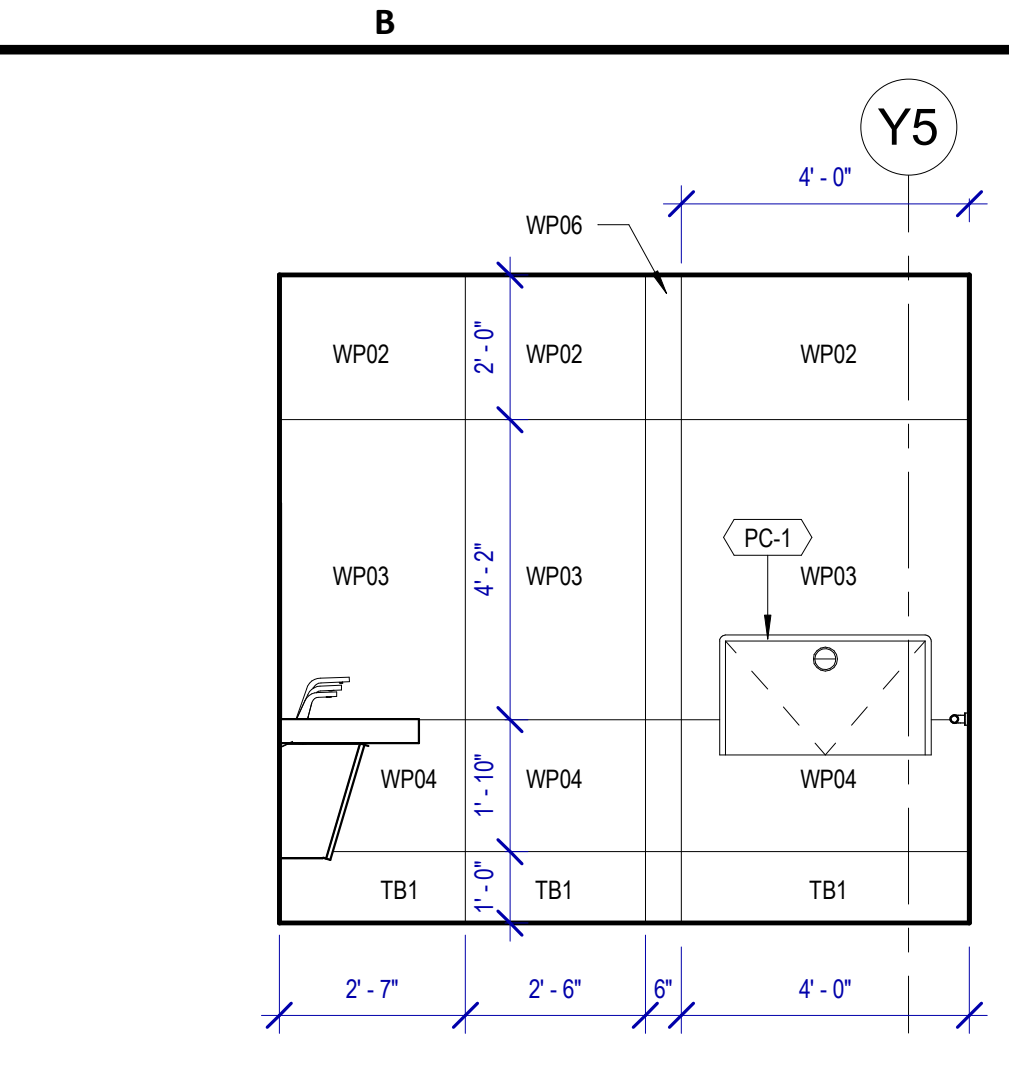 B
Y5
4' - 0"
WP06
WP02
2' - 0"
WP02
WP02
PC-1
WP03
4' - 2"
WP03
WP03
WP04
1' - 10"
WP04
WP04
TB1
1' - 0"
TB1
TB1
2' - 7"
2' - 6"
6"
4' - 0"